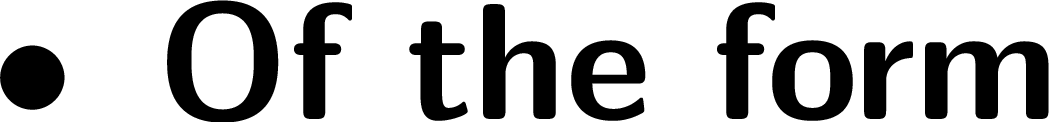 • Of the form